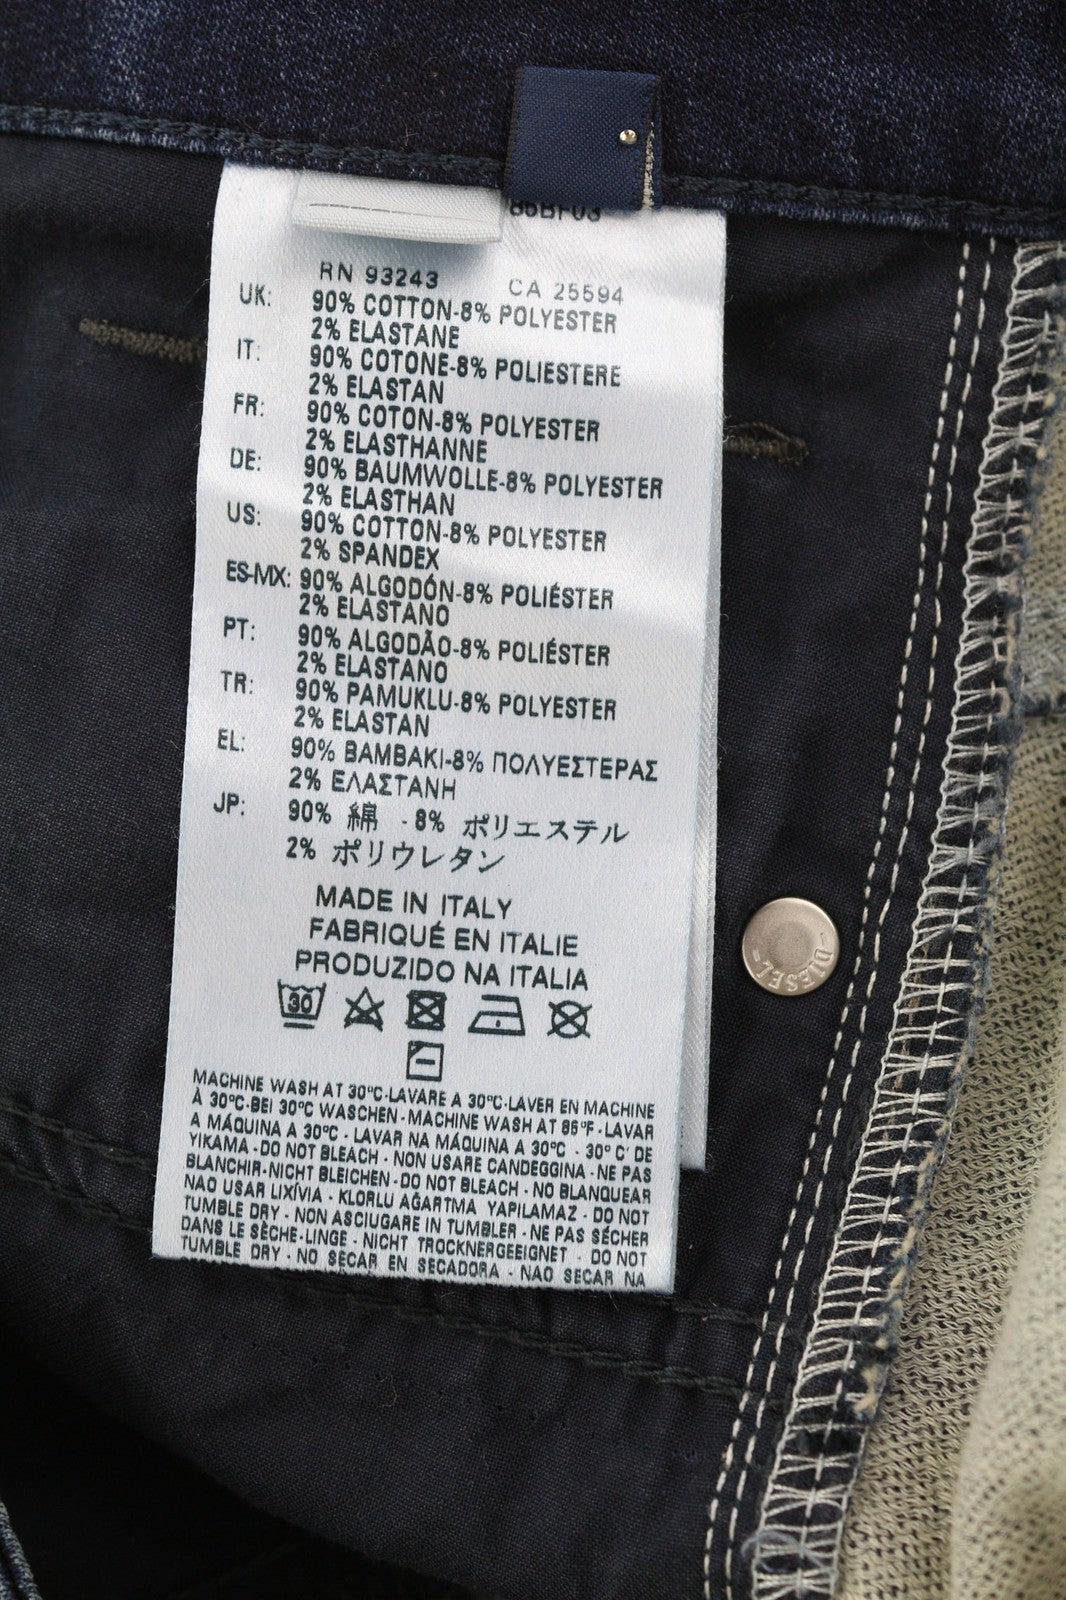 RN 93243 CA 25594
UK: 90% COTTON-8% POLYESTER
2% ELASTANE
IT: 90% COTONE-8% POLIESTERE
2% ELASTAN
FR: 90% COTON-8% POLYESTER
2% ELASTHANNE
DE: 90% BAUMWOLLE-8% POLYESTER
2% ELASTHAN
US: 90% COTTON-8% POLYESTER
2% SPANDEX
ES-MX: 90% ALGODÓN-8% POLIÉSTER
2% ELASTANO
PT: 90% ALGODÃO-8% POLIÉSTER
2% ELASTANO
TR: 90% PAMUKLU-8% POLYESTER
2% ELASTAN
EL: 90% ΒΑΜΒΑΚΙ-8% ΠΟΛΥΕΣΤΕΡΑΣ
2% ΕΛΑΣΤΑΝΗ
JP: 90% 綿 -8% ポリエステル
2% ポリウレタン
MADE IN ITALY
FABRIQUÉ EN ITALIE
PRODUZIDO NA ITALIA
30
MACHINE WASH AT 30°C-LAVARE A 30°C-LAVER EN MACHINE
À 30°C-BEI 30°C WASCHEN-MACHINE WASH AT 86°F-LAVAR
A MÁQUINA A 30°C - LAVAR NA MÁQUINA A 30°C - 30°C' DE
YIKAMA - DO NOT BLEACH - NON USARE CANDEGGINA -NE PAS
BLANCHIR-NICHT BLEICHEN-DO NOT BLEACH - NO BLANQUEAR
NAO USAR LIXÍVIA - KLORLU AĞARTMA YAPILAMAZ - DO NOT
TUMBLE DRY - NON ASCIUGARE IN TUMBLER - NE PAS SÉCHER
DANS LE SÈCHE-LINGE - NICHT TROCKNERGEEIGNET - DO NOT
TUMBLE DRY - NO SECAR EN SECADORA - NAO SECAR NA
DIESEL